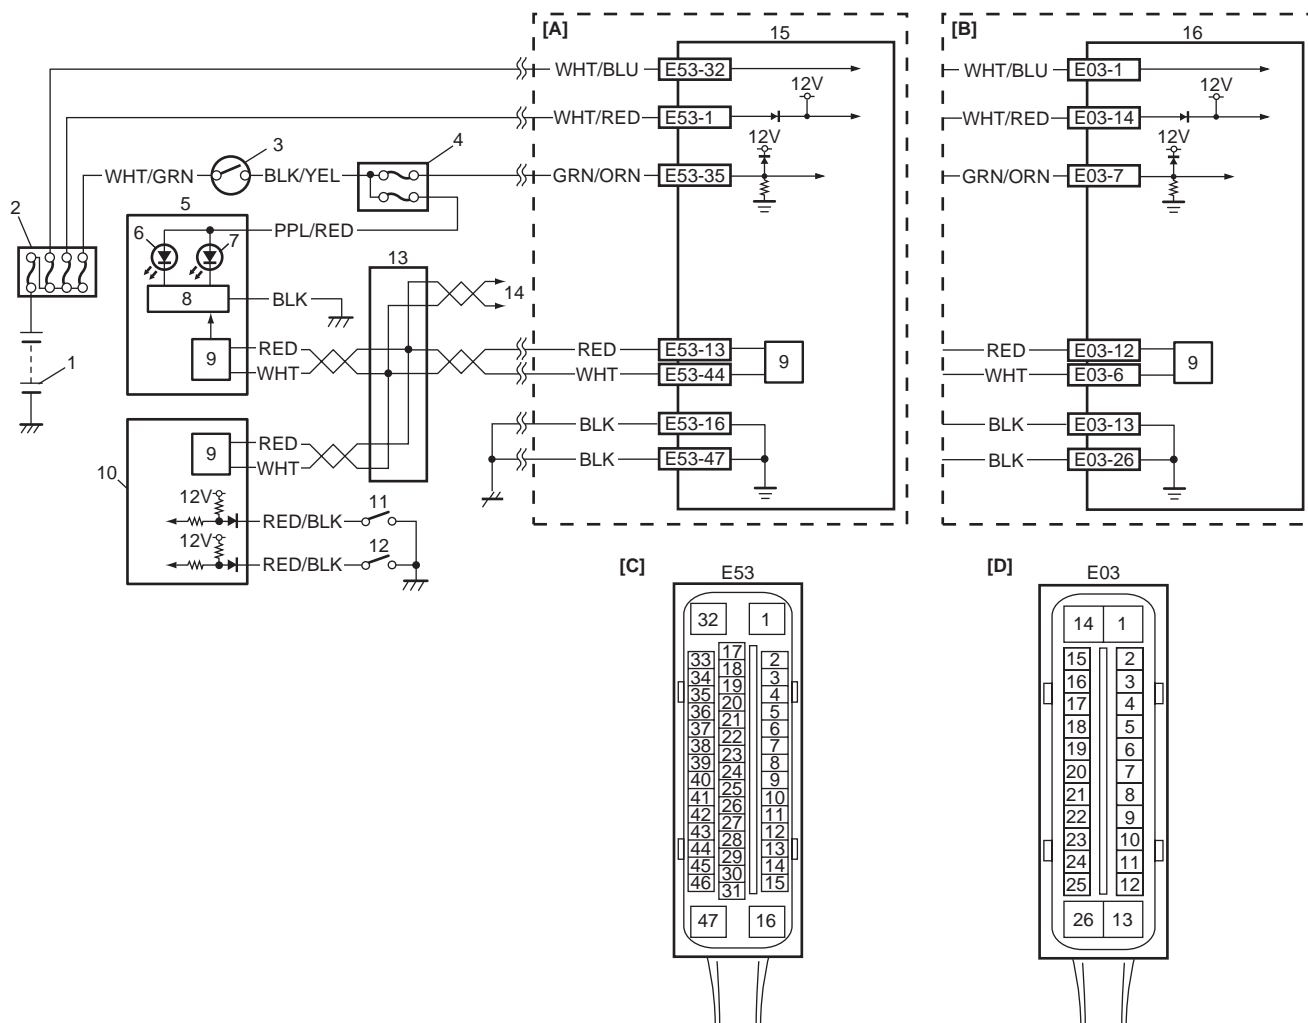 [A]
15
[B]
16
WHT/BLU
E53-32
WHT/BLU
E03-1
12V
12V
WHT/RED
E53-1
WHT/RED
E03-14
3
4
12V
12V
WHT/GRN
BLK/YEL
GRN/ORN
E53-35
GRN/ORN
E03-7
2
5
6
7
PPL/RED
13
8
BLK
14
9
RED
WHT
RED
E53-13
WHT
E53-44
9
RED
E03-12
WHT
E03-6
9
1
BLK
E53-16
BLK
E03-13
9
RED
WHT
BLK
E53-47
BLK
E03-26
10
12V
RED/BLK
11
12V
RED/BLK
12
[C]
E53
[D]
E03
32 1
33 17 2
34 18 3
35 19 4
36 20 5
37 21 6
38 22 7
39 23 8
40 24 9
41 25 10
42 26 11
43 27 12
44 28 13
45 29 14
46 30 15
31
47 16
14 1
15 2
16 3
17 4
18 5
19 6
20 7
21 8
22 9
23 10
24 11
25 12
26 13